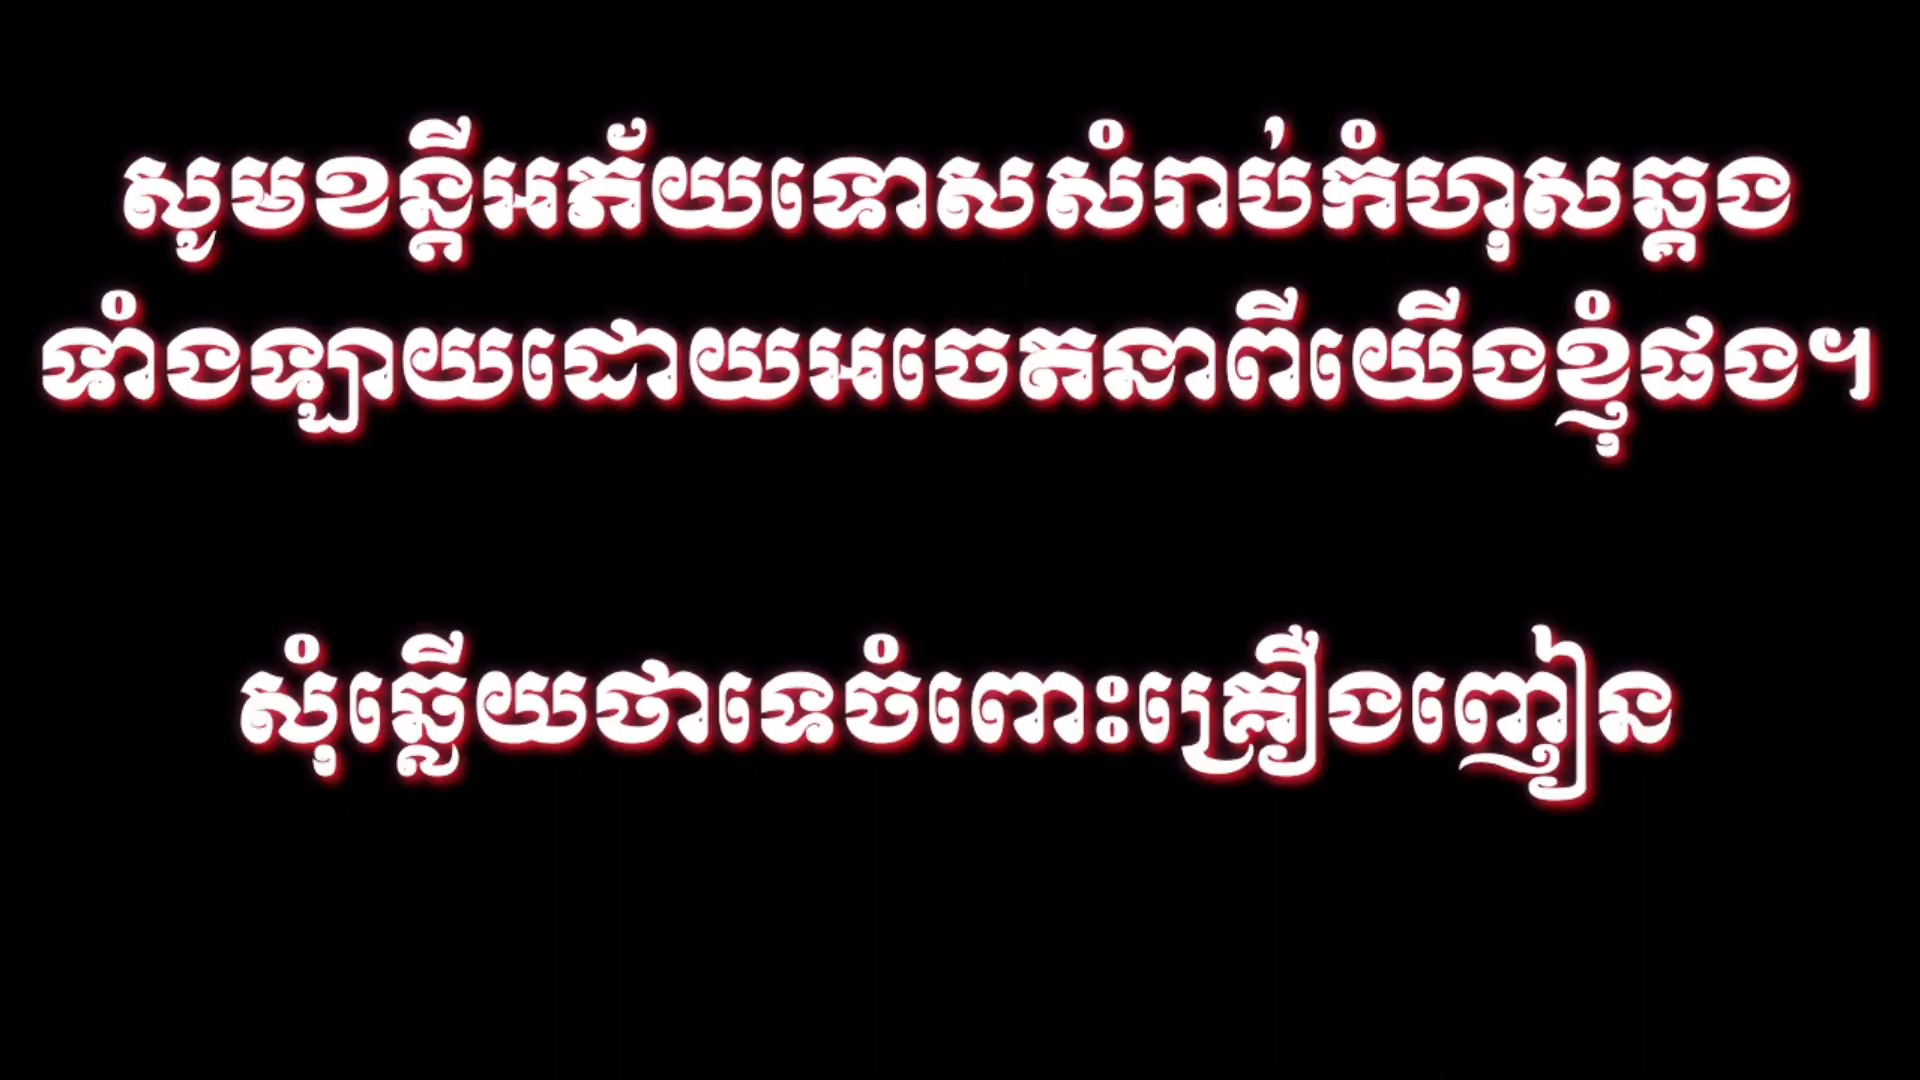 សូមខន្តីអភ័យទោសសំរាប់កំហុសឆ្គង
ទាំងឡាយដោយអចេតនាពីយើងខ្ញុំផង។
សុំឆ្លើយថាទេចំពោះគ្រឿងញៀន